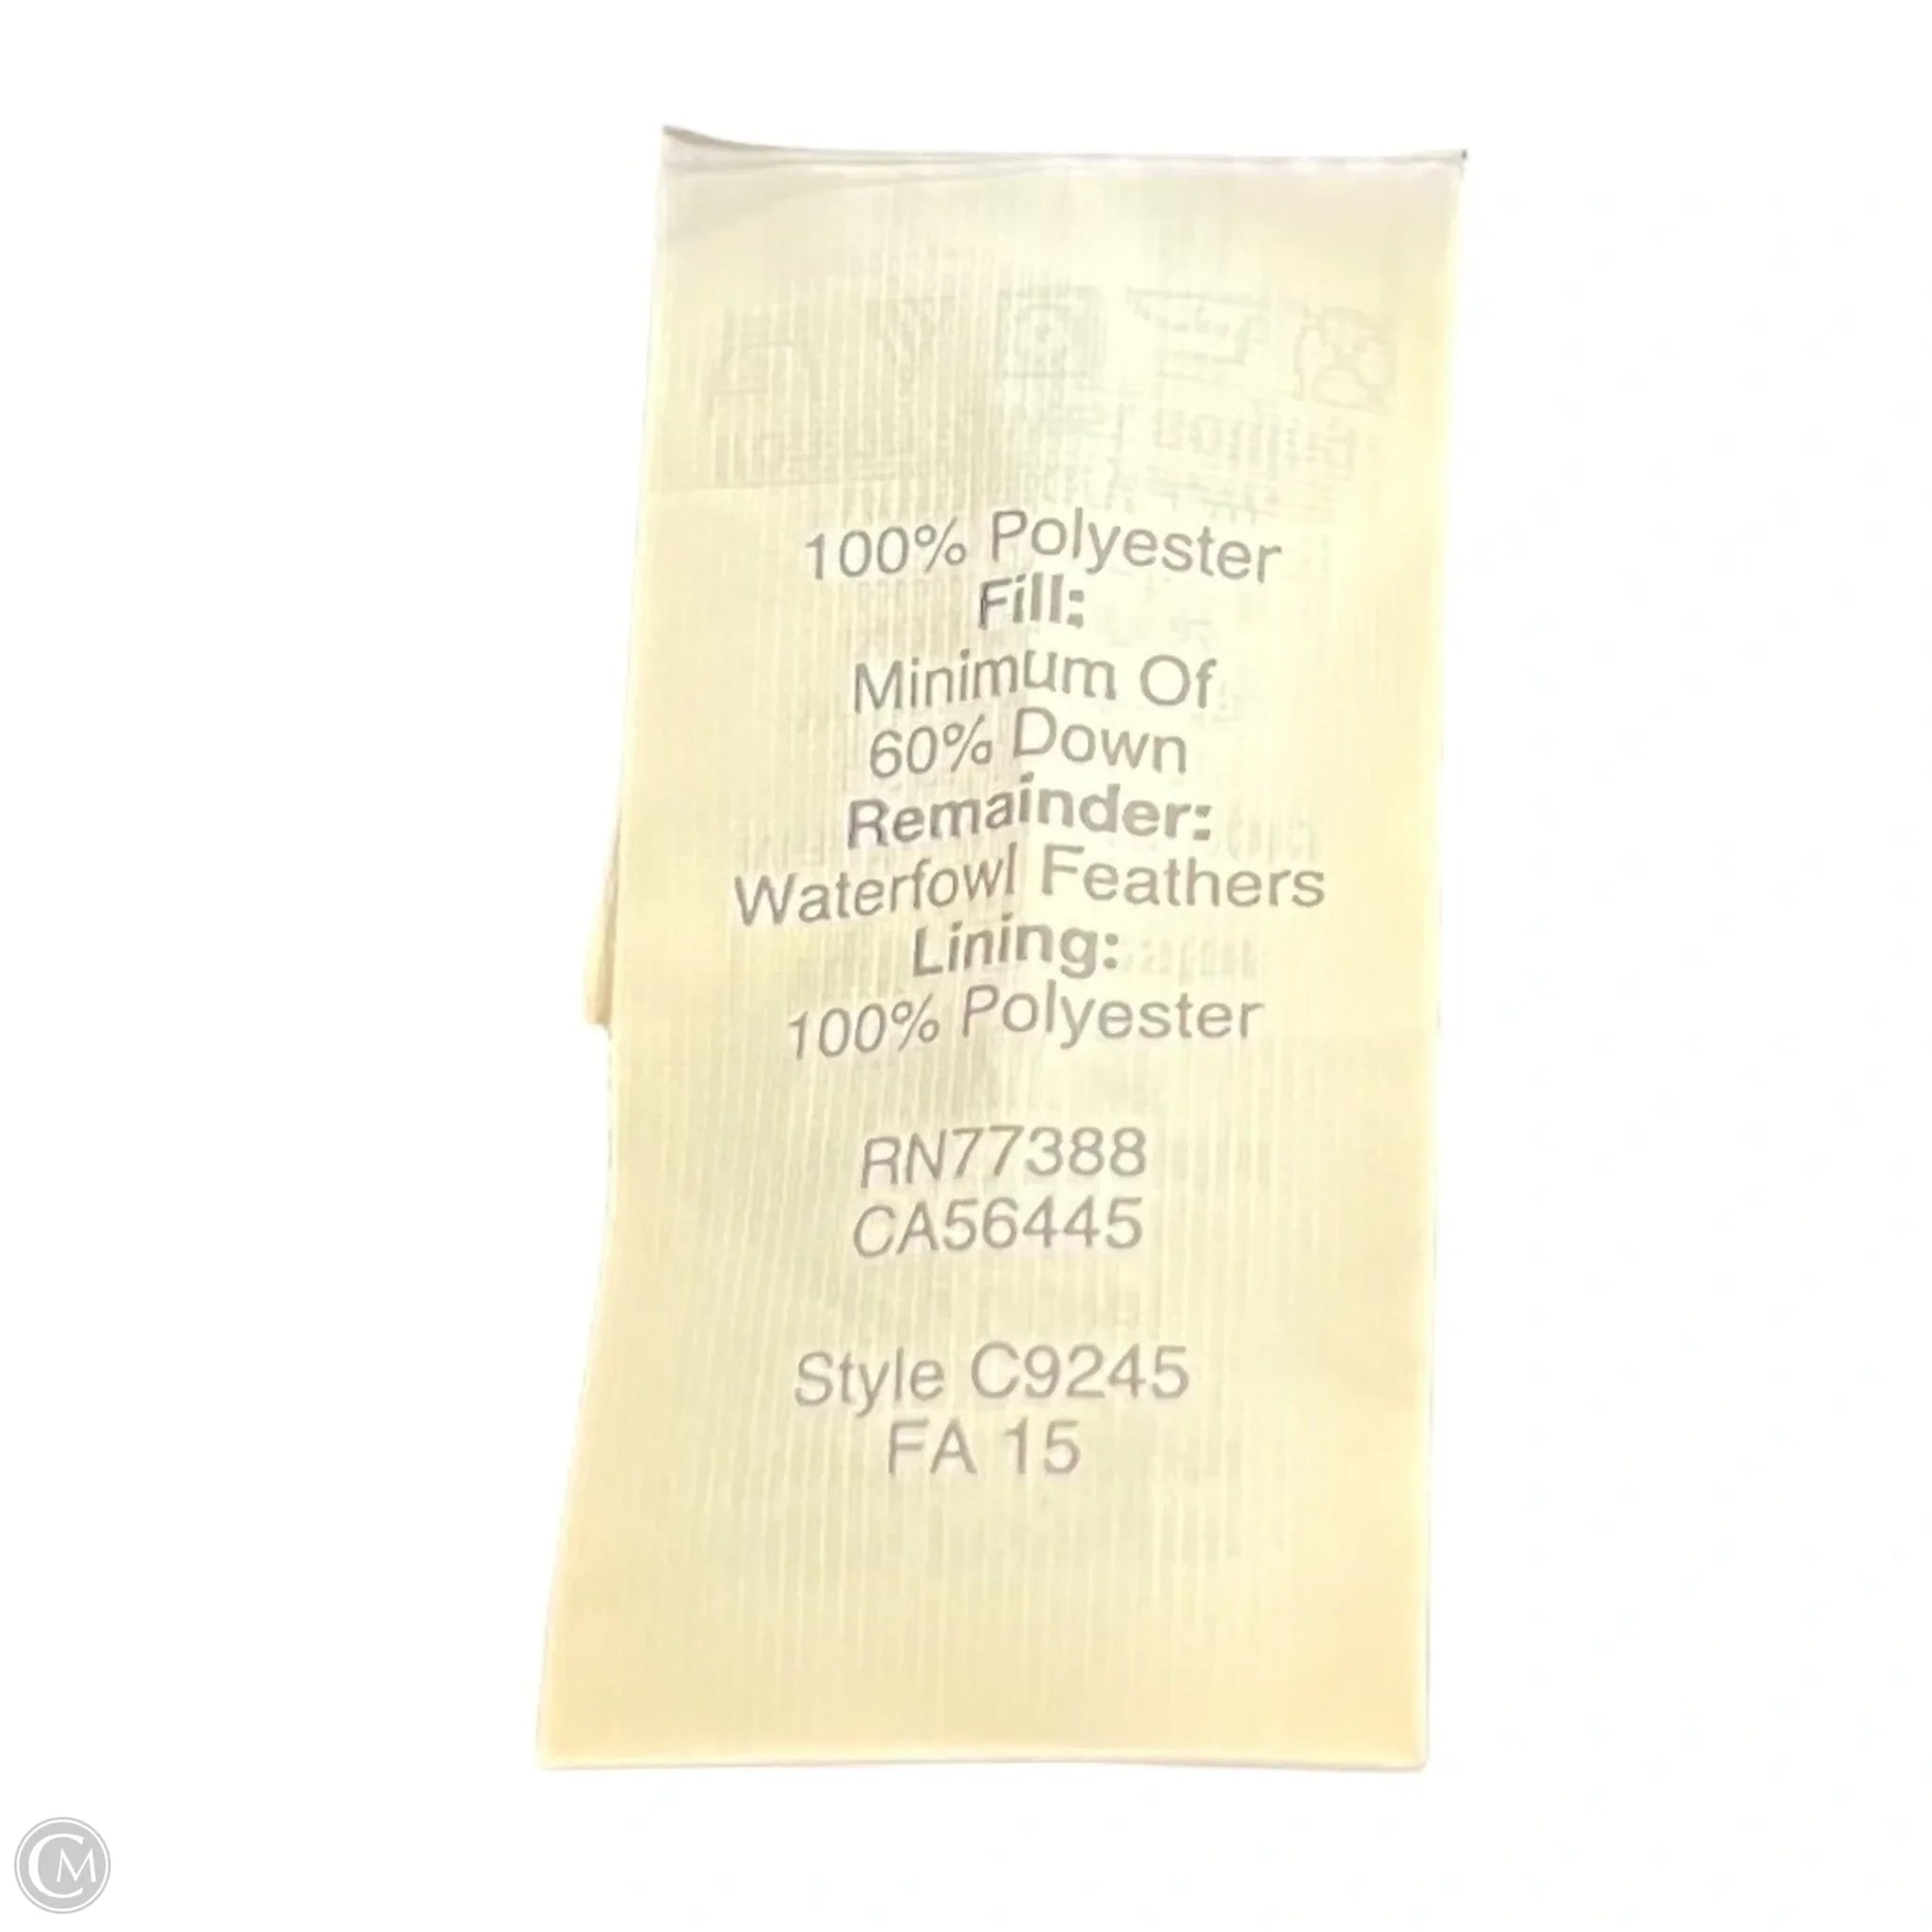 100% Polyester
Fill:
Minimum Of
60% Down
Remainder:
Waterfowl Feathers
Lining:
100% Polyester
RN77388
CA56445
Style C9245
FA 15
CM